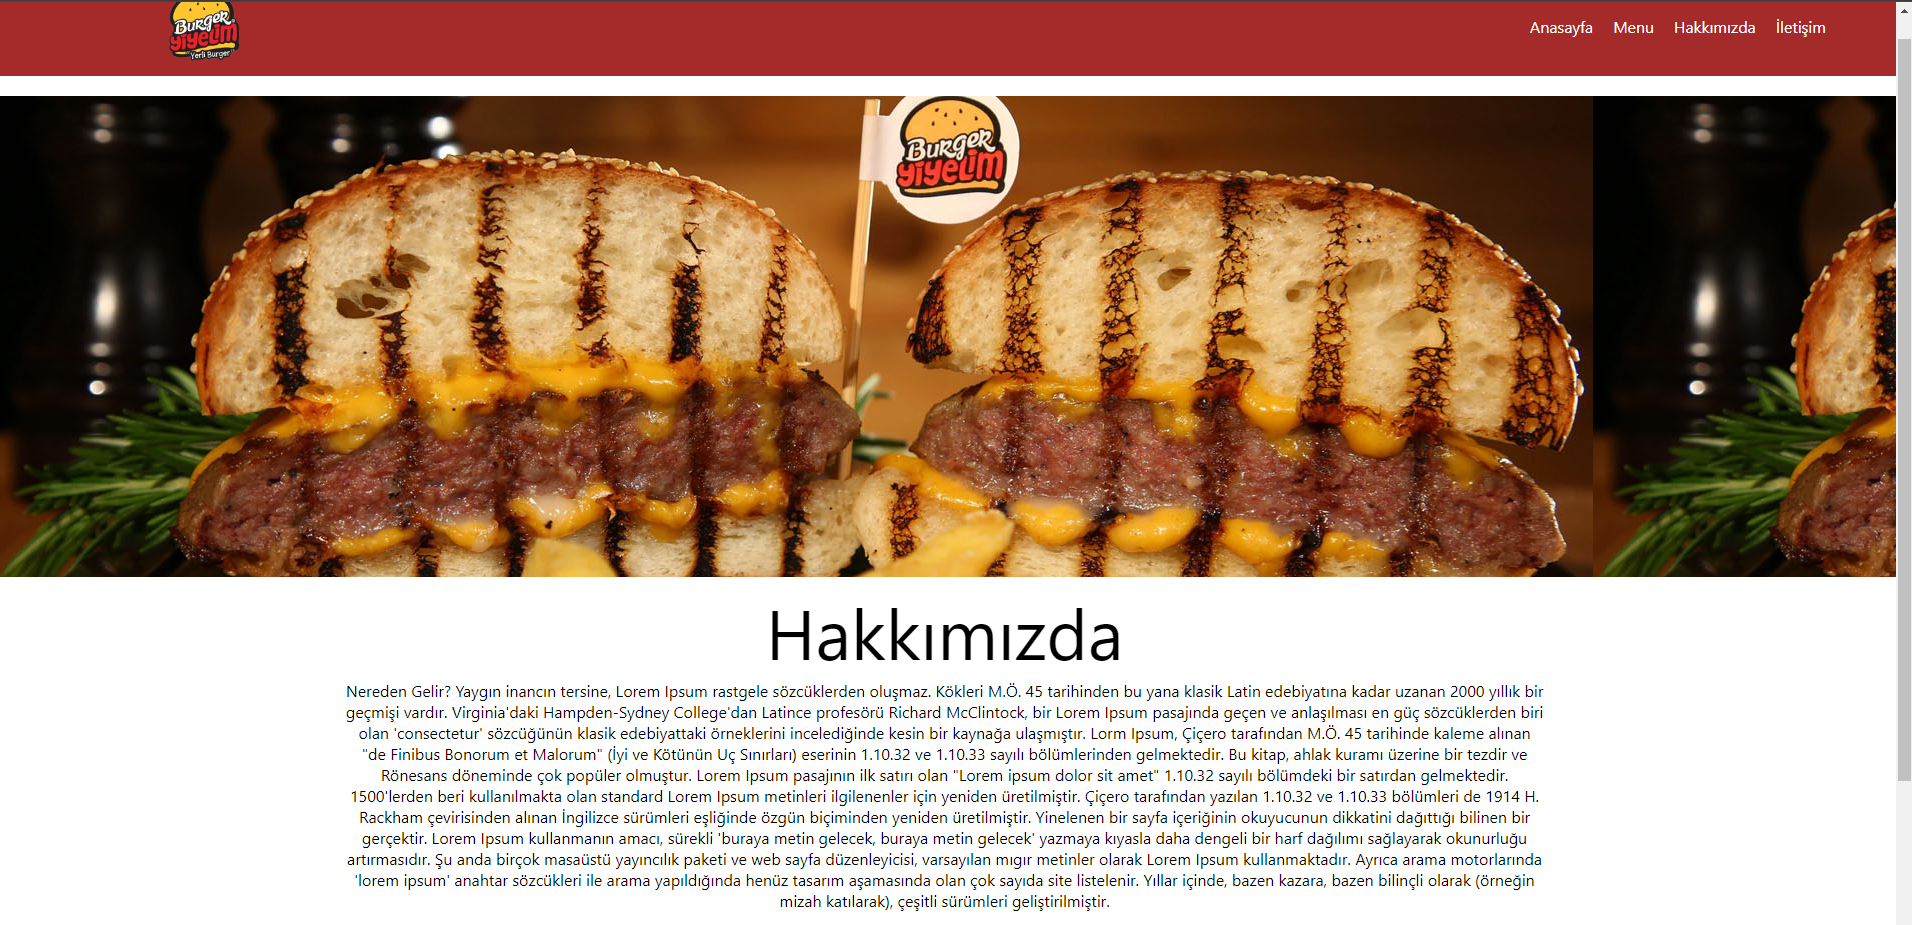 Burger
yiyelim
Yerli Burger
Anasayfa Menu Hakkımızda İletişim
Burger
yiyelim
Hakkımızda
Nereden Gelir? Yaygın inancın tersine, Lorem Ipsum rastgele sözcüklerden oluşmaz. Kökleri M.Ö. 45 tarihinden bu yana klasik Latin edebiyatına kadar uzanan 2000 yıllık bir
geçmişi vardır. Virginia'daki Hampden-Sydney College'dan Latince profesörü Richard McClintock, bir Lorem Ipsum pasajında geçen ve anlaşılması en güç sözcüklerden biri
olan 'consectetur' sözcüğünün klasik edebiyattaki örneklerini incelediğinde kesin bir kaynağa ulaşmıştır. Lorm Ipsum, Çiçero tarafından M.Ö. 45 tarihinde kaleme alınan
"de Finibus Bonorum et Malorum" (İyi ve Kötünün Uç Sınırları) eserinin 1.10.32 ve 1.10.33 sayılı bölümlerinden gelmektedir. Bu kitap, ahlak kuramı üzerine bir tezdir ve
Rönesans döneminde çok popüler olmuştur. Lorem Ipsum pasajının ilk satırı olan "Lorem ipsum dolor sit amet" 1.10.32 sayılı bölümdeki bir satırdan gelmektedir.
1500'lerden beri kullanılmakta olan standard Lorem Ipsum metinleri ilgilenenler için yeniden üretilmiştir. Çiçero tarafından yazılan 1.10.32 ve 1.10.33 bölümleri de 1914 H.
Rackham çevirisinden alınan İngilizce sürümleri eşliğinde özgün biçiminden yeniden üretilmiştir. Yinelenen bir sayfa içeriğinin okuyucunun dikkatini dağıttığı bilinen bir
gerçektir. Lorem Ipsum kullanmanın amacı, sürekli 'buraya metin gelecek, buraya metin gelecek' yazmaya kıyasla daha dengeli bir harf dağılımı sağlayarak okunurluğu
artırmasıdır. Şu anda birçok masaüstü yayıncılık paketi ve web sayfa düzenleyicisi, varsayılan mıgır metinler olarak Lorem Ipsum kullanmaktadır. Ayrıca arama motorlarında
'lorem ipsum' anahtar sözcükleri ile arama yapıldığında henüz tasarım aşamasında olan çok sayıda site listelenir. Yıllar içinde, bazen kazara, bazen bilinçli olarak (örneğin
mizah katılarak), çeşitli sürümleri geliştirilmiştir.